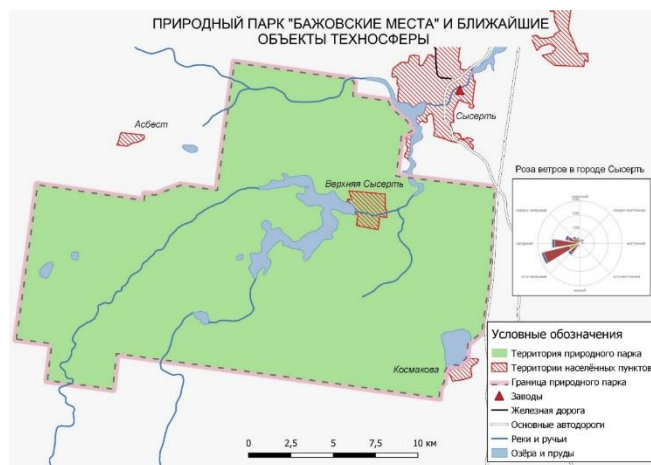 ПРИРОДНЫЙ ПАРК "БАЖОВСКИЕ МЕСТА" И БЛИЖАЙШИЕ
ОБЪЕКТЫ ТЕХНОСФЕРЫ
Асбест
Сысерть
Верхняя Сысерть
Роза ветров в городе Сысерть
Космакова
0 2,5 5 7,5 10 км
Условные обозначения
Территория природного парка
Территории населённых пунктов
Граница природного парка
Заводы
Железная дорога
Основные автодороги
Реки и ручьи
Озёра и пруды